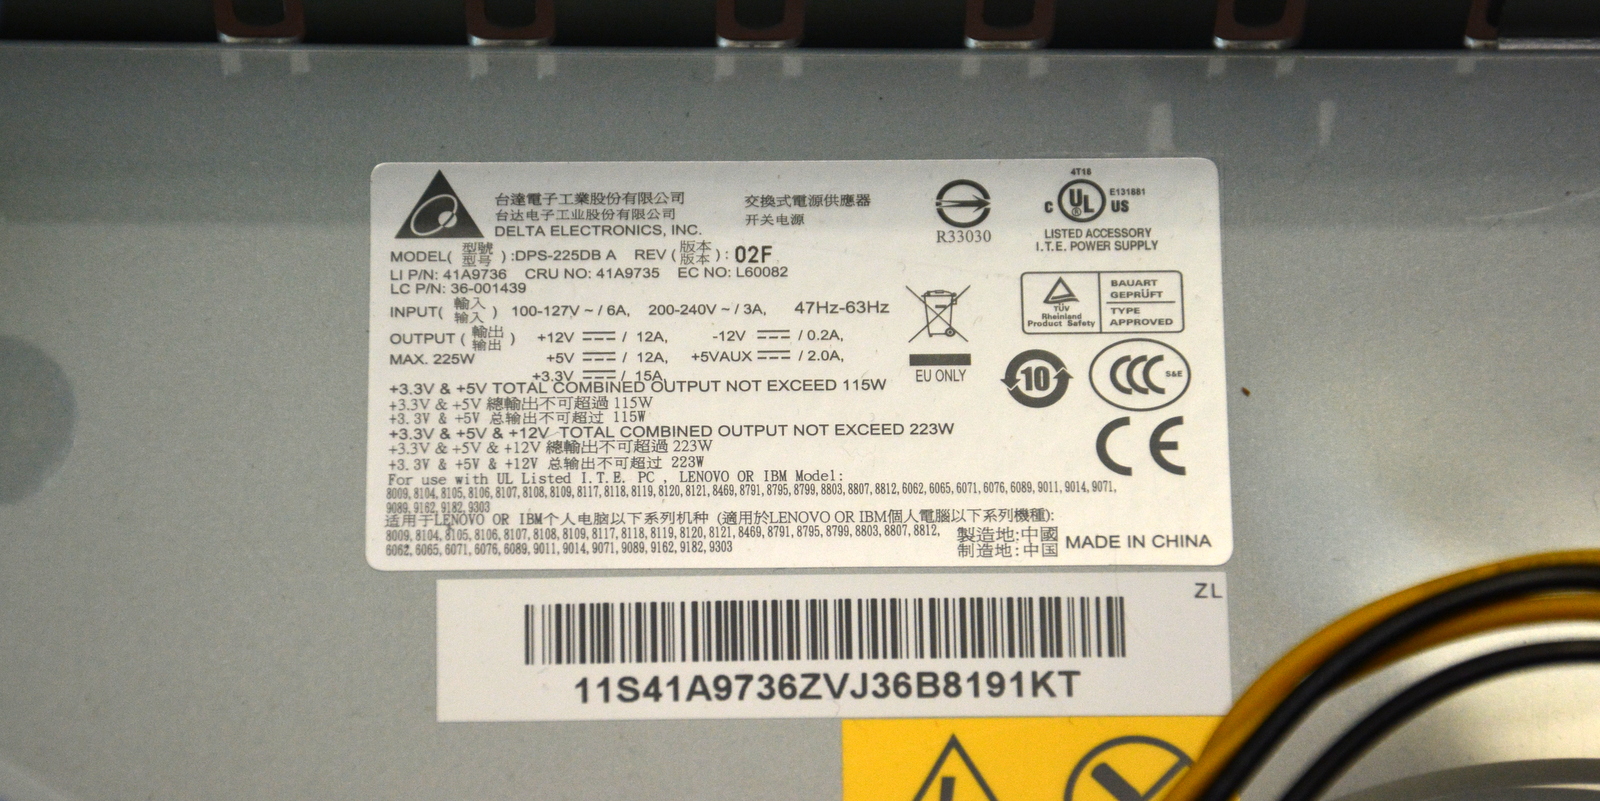 台達電子工業股份有限公司
台达电子工业股份有限公司
DELTA ELECTRONICS, INC.
交換式電源供應器
开关电源
R33030
4T18
c UL ® US
E131881
LISTED ACCESSORY
I.T.E. POWER SUPPLY
MODEL( 型號 型号 ) :DPS-225DB A REV ( 版本 版本 ) : 02F
LI P/N: 41A9736 CRU NO: 41A9735 EC NO: L60082
LC P/N: 36-001439
INPUT( 輸入 输入 ) 100-127V ~ / 6A, 200-240V ~ / 3A, 47Hz-63Hz
OUTPUT ( 輸出 输出 ) +12V / 12A, -12V / 0.2A,
MAX. 225W +5V / 12A, +5VAUX / 2.0A,
+3.3V / 15A
EU ONLY
TÜV
Rheinland
Product Safety
BAUART
GEPRÜFT
TYPE
APPROVED
10
CCC S&E
CE
+3.3V & +5V TOTAL COMBINED OUTPUT NOT EXCEED 115W
+3.3V & +5V 總輸出不可超過 115W
+3.3V & +5V 总输出不可超过 115W
+3.3V & +5V & +12V TOTAL COMBINED OUTPUT NOT EXCEED 223W
+3.3V & +5V & +12V 總輸出不可超過 223W
+3.3V & +5V & +12V 总输出不可超过 223W
For use with UL Listed I.T.E. PC , LENOVO OR IBM Model:
8009, 8104, 8105, 8106, 8107, 8108, 8109, 8117, 8118, 8119, 8120, 8121, 8469, 8791, 8795, 8799, 8803, 8807, 8812, 6062, 6065, 6071, 6076, 6089, 9011, 9014, 9071,
9089, 9162, 9182, 9303
适用于LENOVO OR IBM个人电脑以下系列机种 (適用於LENOVO OR IBM個人電腦以下系列機種):
8009, 8104, 8105, 8106, 8107, 8108, 8109, 8117, 8118, 8119, 8120, 8121, 8469, 8791, 8795, 8799, 8803, 8807, 8812,
6062, 6065, 6071, 6076, 6089, 9011, 9014, 9071, 9089, 9162, 9182, 9303
製造地:中國
制造地:中国
MADE IN CHINA
ZL
11S41A9736ZVJ36B8191KT